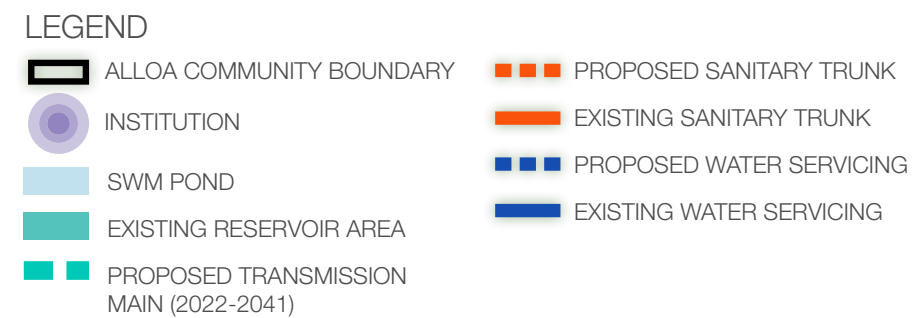 LEGEND
ALLOA COMMUNITY BOUNDARY
INSTITUTION
SWM POND
EXISTING RESERVOIR AREA
PROPOSED TRANSMISSION
MAIN (2022-2041)
PROPOSED SANITARY TRUNK
EXISTING SANITARY TRUNK
PROPOSED WATER SERVICING
EXISTING WATER SERVICING